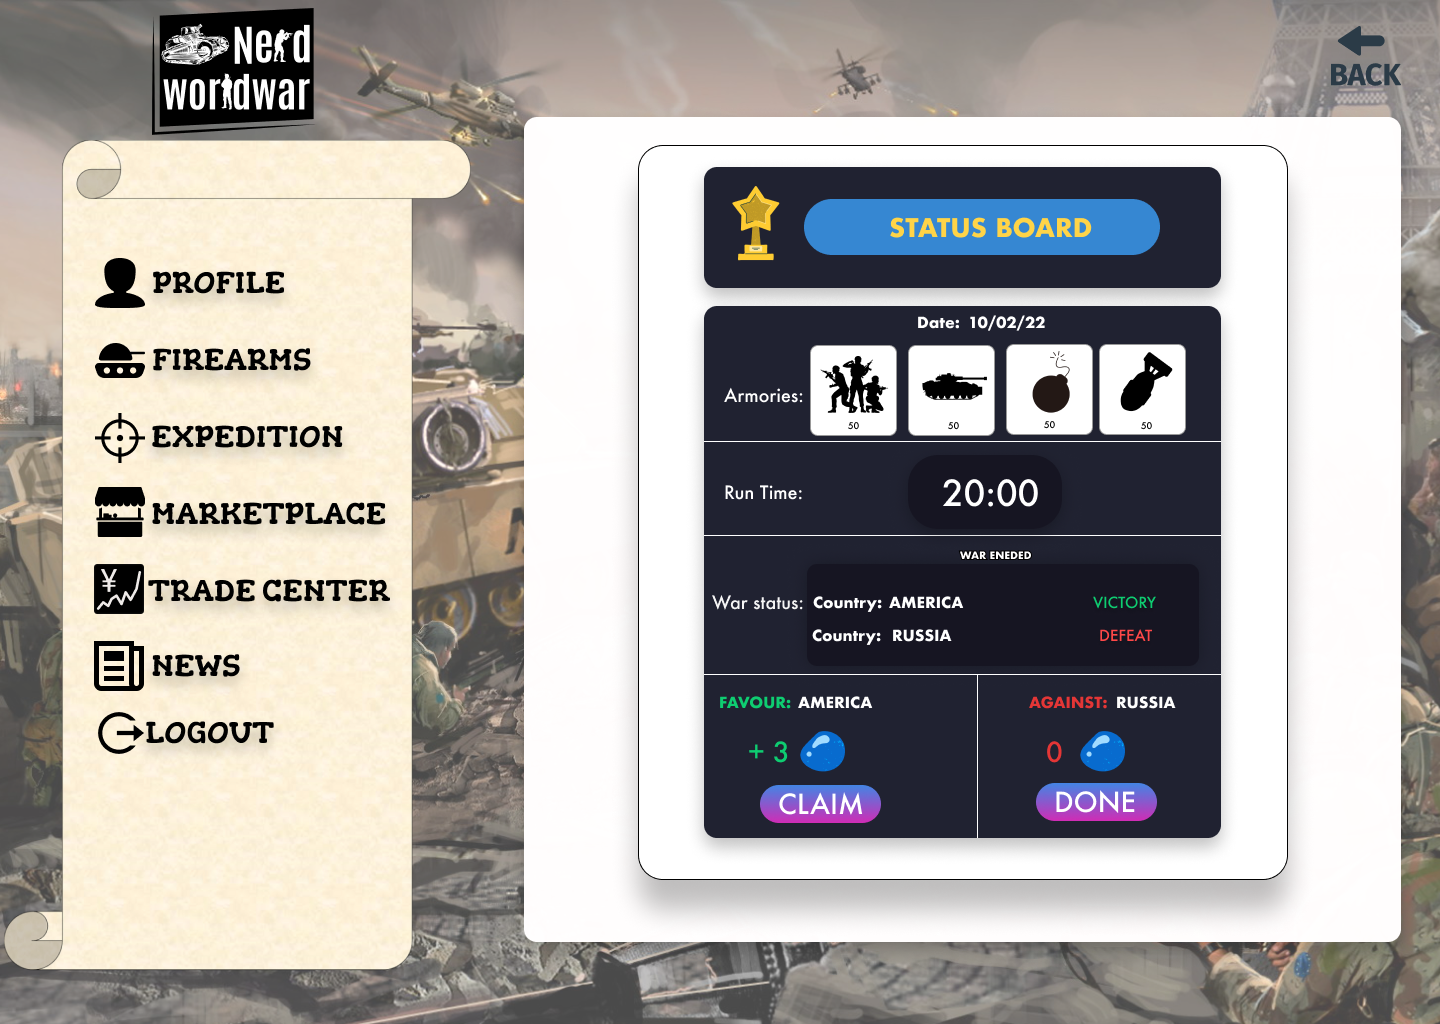 Nerd
wordwar
BACK
PROFILE
FIREARMS
EXPEDITION
MARKETPLACE
¥
TRADE CENTER
NEWS
LOGOUT
STATUS BOARD
Date: 10/02/22
Armories:
50 50 50 50
Run Time: 20:00
WAR ENEDED
War status:
Country: AMERICA VICTORY
Country: RUSSIA DEFEAT
FAVOUR: AMERICA
+ 3
CLAIM
AGAINST: RUSSIA
0
DONE